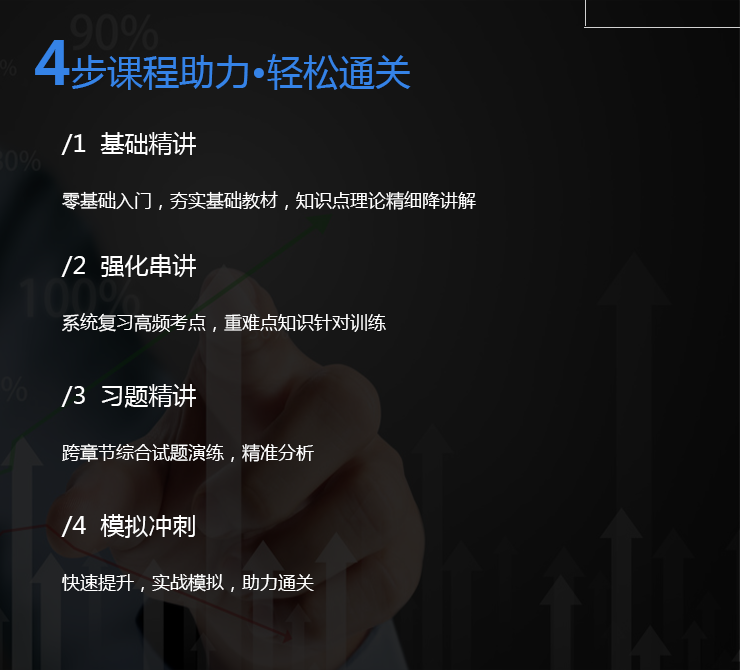 90%
%
4步课程助力·轻松通关
/1 基础精讲
80%
零基础入门，夯实基础教材，知识点理论精细降讲解
/2 强化串讲
100%
系统复习高频考点，重难点知识针对训练
%
/3 习题精讲
跨章节综合试题演练，精准分析
/4 模拟冲刺
快速提升，实战模拟，助力通关